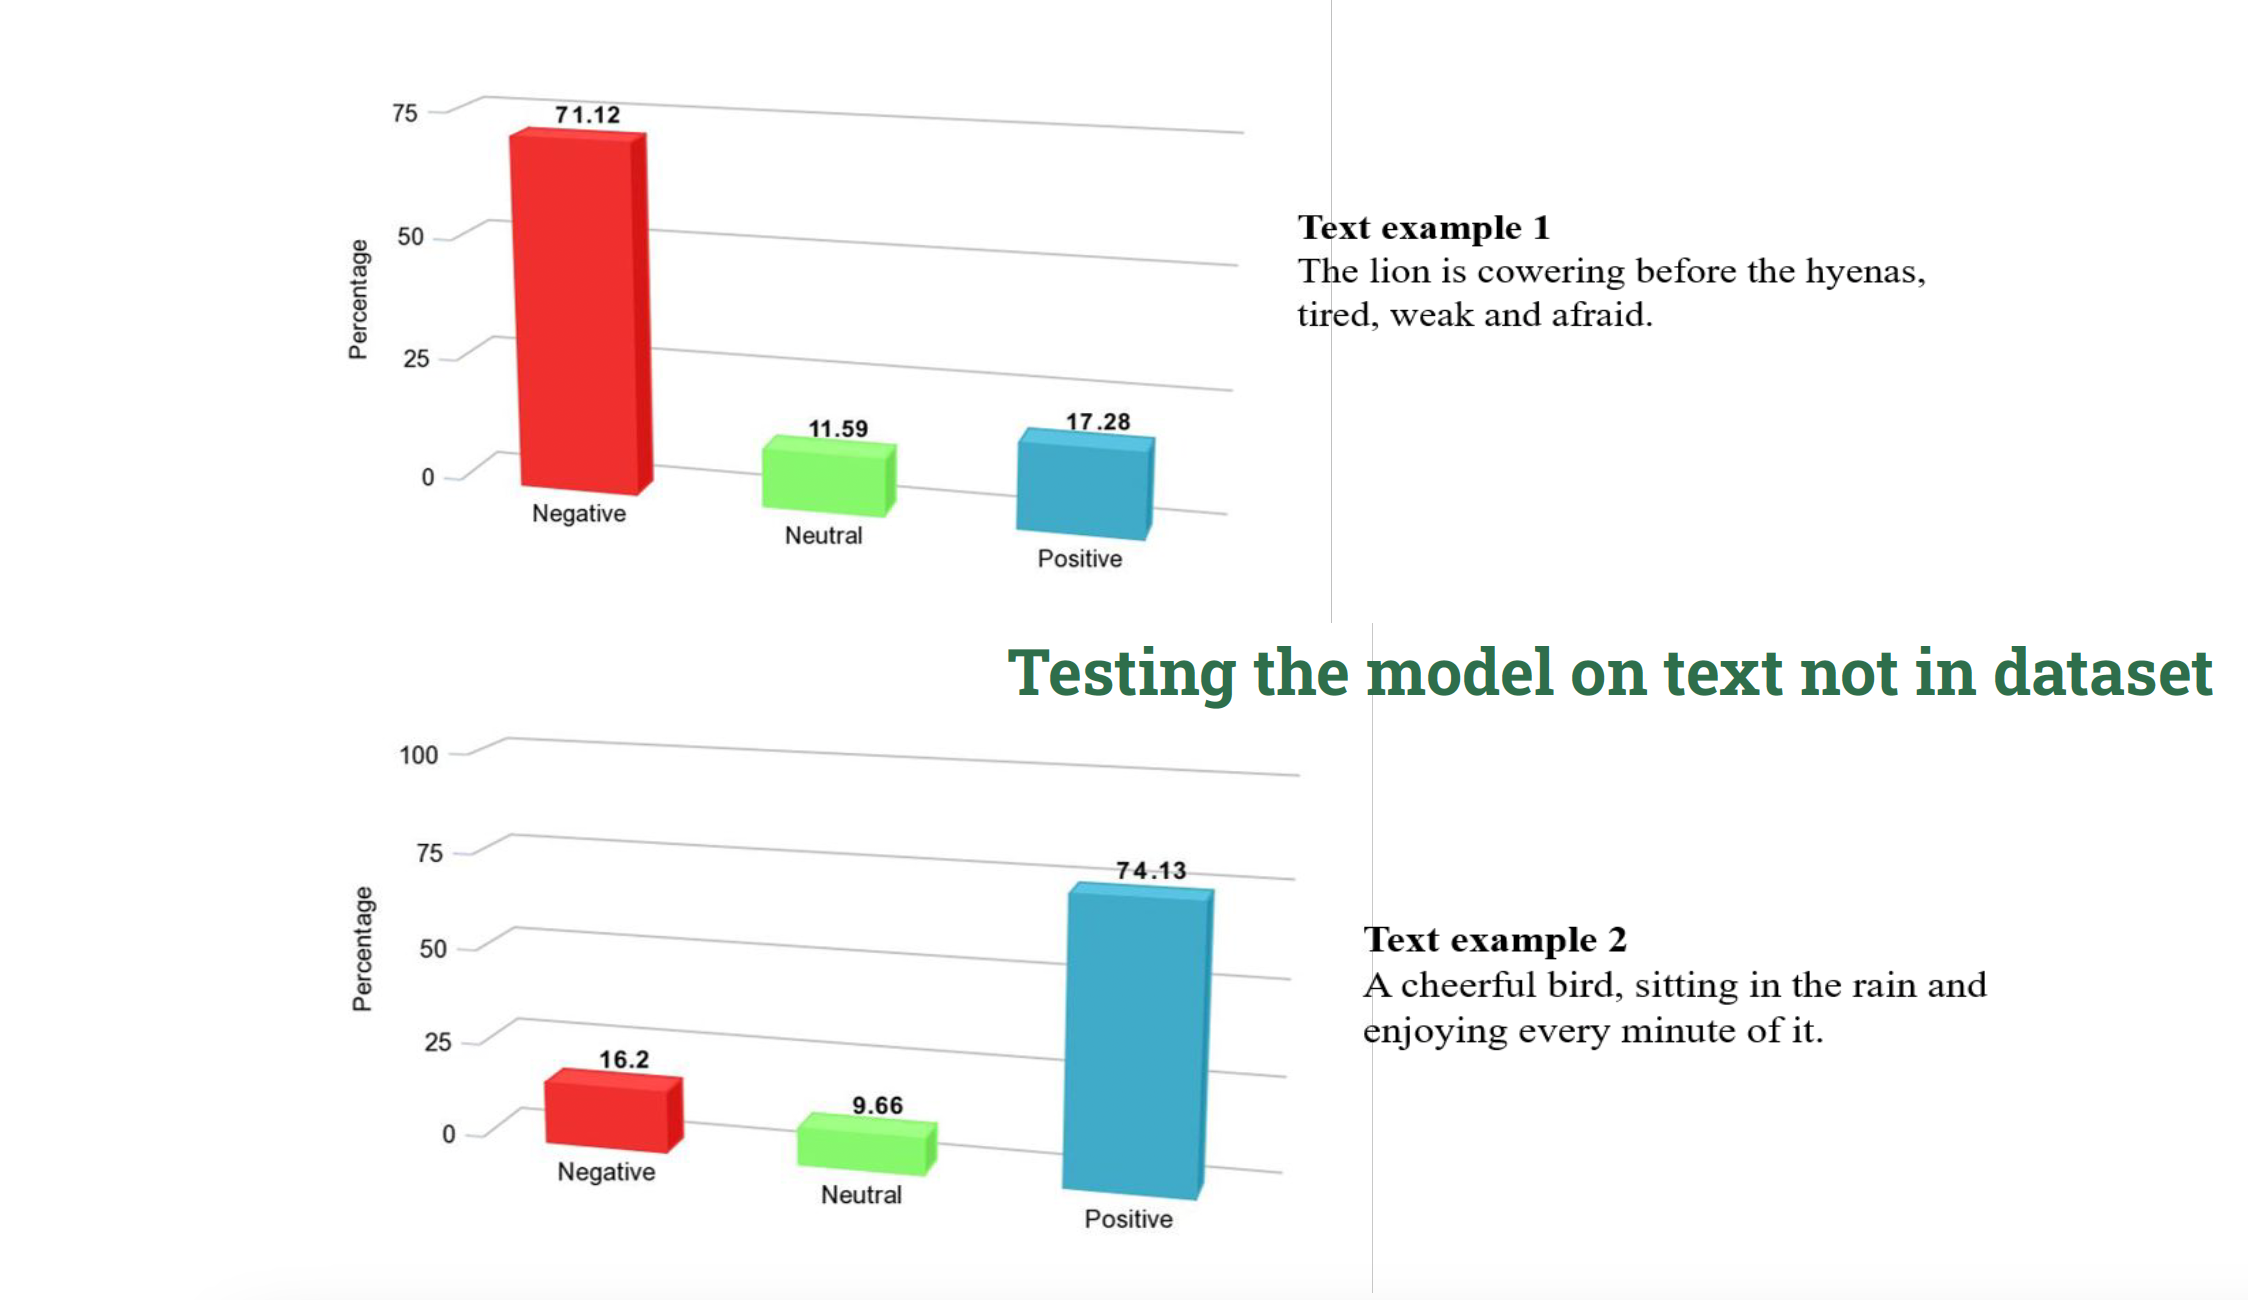 75
71.12
50
Percentage
25
11.59
17.28
0
Negative
Neutral
Positive
Text example 1
The lion is cowering before the hyenas,
tired, weak and afraid.
Testing the model on text not in dataset
100
75
74.13
50
Percentage
25
16.2
9.66
0
Negative
Neutral
Positive
Text example 2
A cheerful bird, sitting in the rain and
enjoying every minute of it.